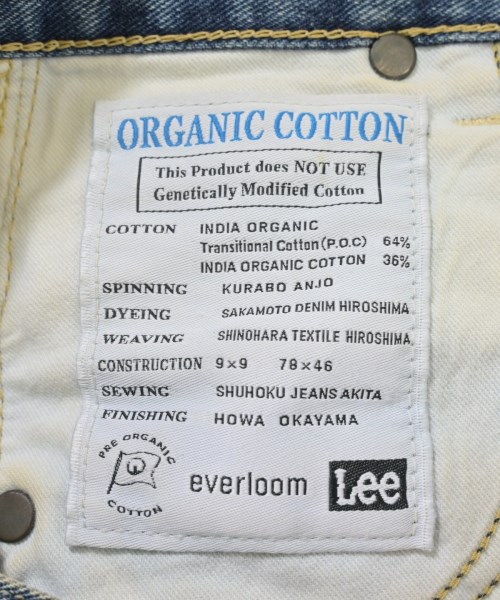 ORGANIC COTTON
This Product does NOT USE
Genetically Modified Cotton
COTTON INDIA ORGANIC
Transitional Cotton (P.O.C) 64%
INDIA ORGANIC COTTON 36%
SPINNING KURABO ANJO
DYEING SAKAMOTO DENIM HIROSHIMA
WEAVING SHINOHARA TEXTILE HIROSHIMA
CONSTRUCTION 9×9 78×46
SEWING SHUHOKU JEANS AKITA
FINISHING HOWA OKAYAMA
PRE ORGANIC
COTTON
everloom Lee